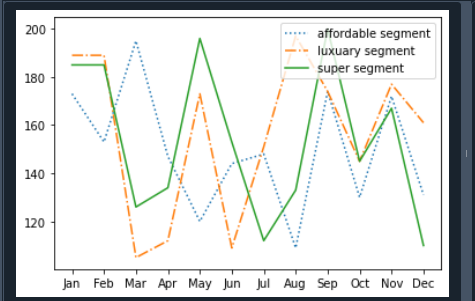 200
180
160
140
120
affordable segment
luxuary segment
super segment
Jan Feb Mar Apr May Jun Jul Aug Sep Oct Nov Dec